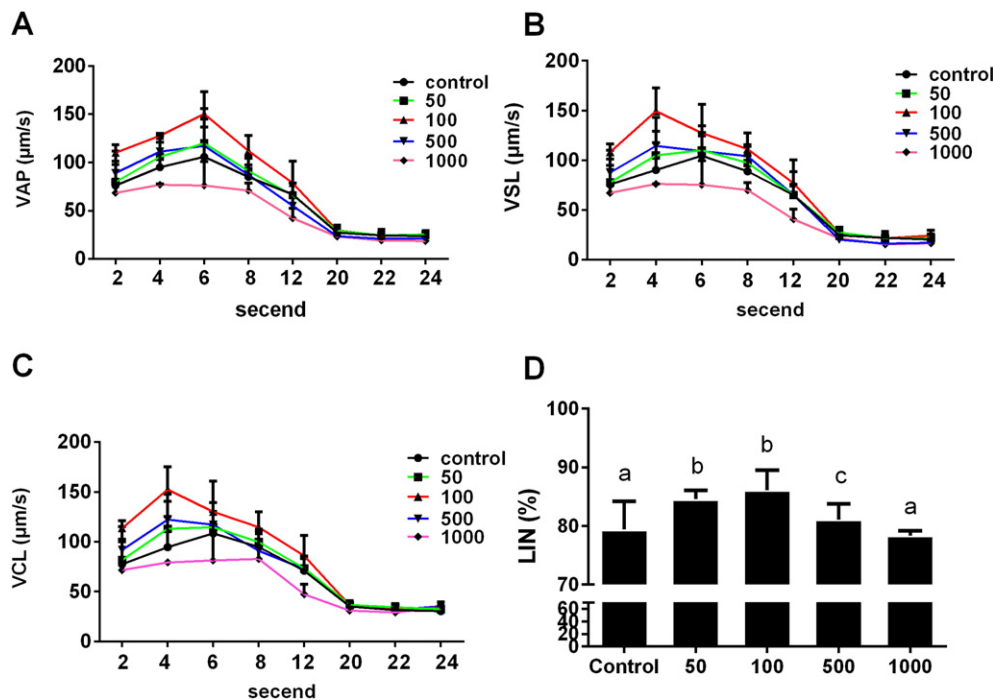 A
VAP (µm/s)
200
150
100
50
0
2 4 6 8 12 20 22 24
secend
control
50
100
500
1000
B
VSL (µm/s)
200
150
100
50
0
2 4 6 8 12 20 22 24
secend
control
50
100
500
1000
C
VCL (µm/s)
200
150
100
50
0
2 4 6 8 12 20 22 24
secend
control
50
100
500
1000
D
LIN (%)
100
90
80
70
60
40
20
0
a
b
b
c
a
Control 50 100 500 1000